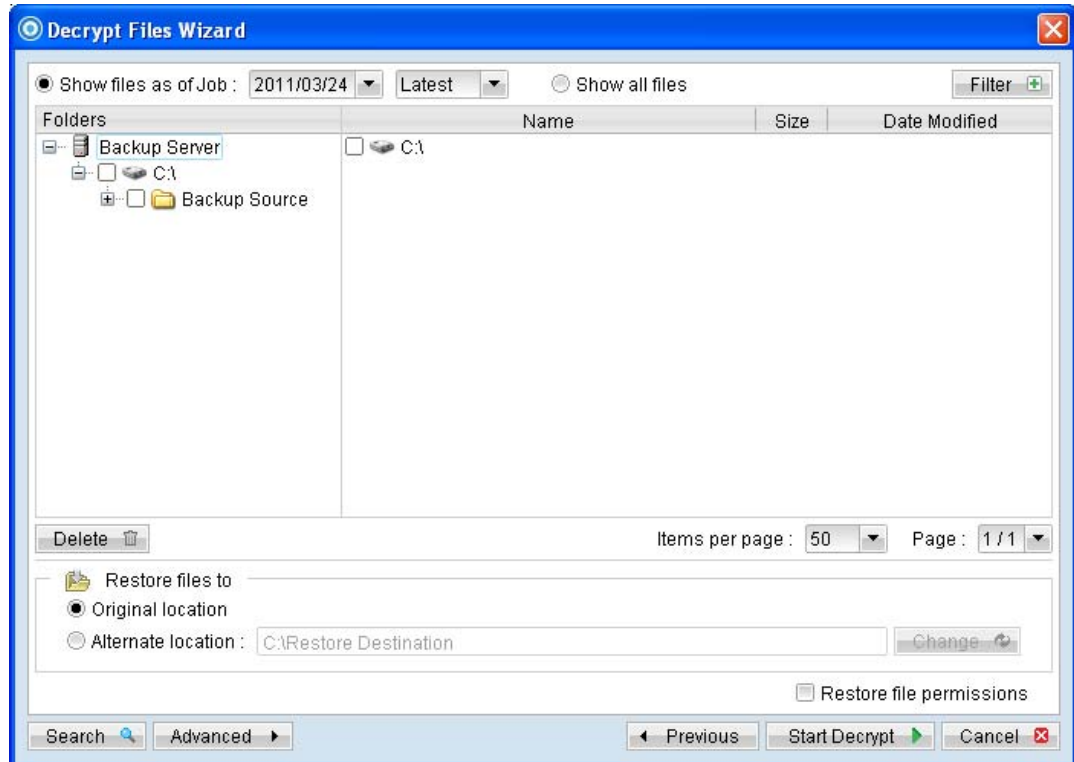 Decrypt Files Wizard
Show files as of Job : 2011/03/24 Latest Show all files Filter
Folders Name Size Date Modified
Backup Server C:\
C:\
Backup Source
Delete Items per page : 50 Page : 1 / 1
Restore files to
Original location
Alternate location : C:\Restore Destination Change
Restore file permissions
Search Advanced Previous Start Decrypt Cancel